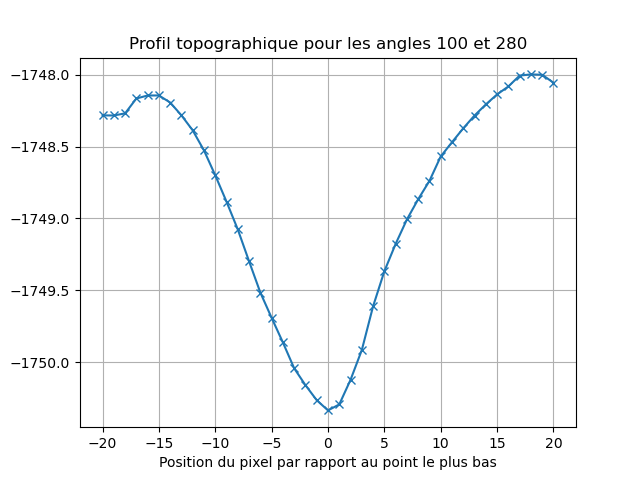 Profil topographique pour les angles 100 et 280
−1748.0
−1748.5
−1749.0
−1749.5
−1750.0
−20 −15 −10 −5 0 5 10 15 20
Position du pixel par rapport au point le plus bas